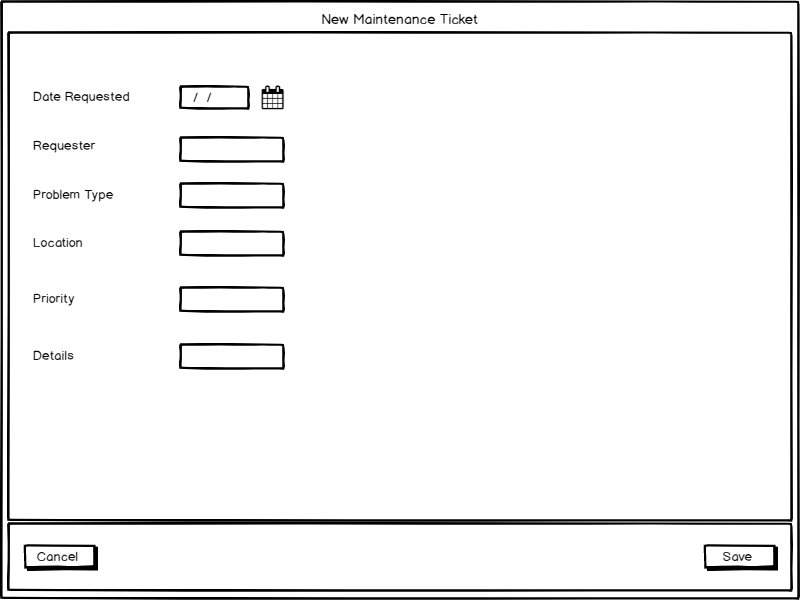 New Maintenance Ticket
Date Requested / /
Requester
Problem Type
Location
Priority
Details
Cancel Save